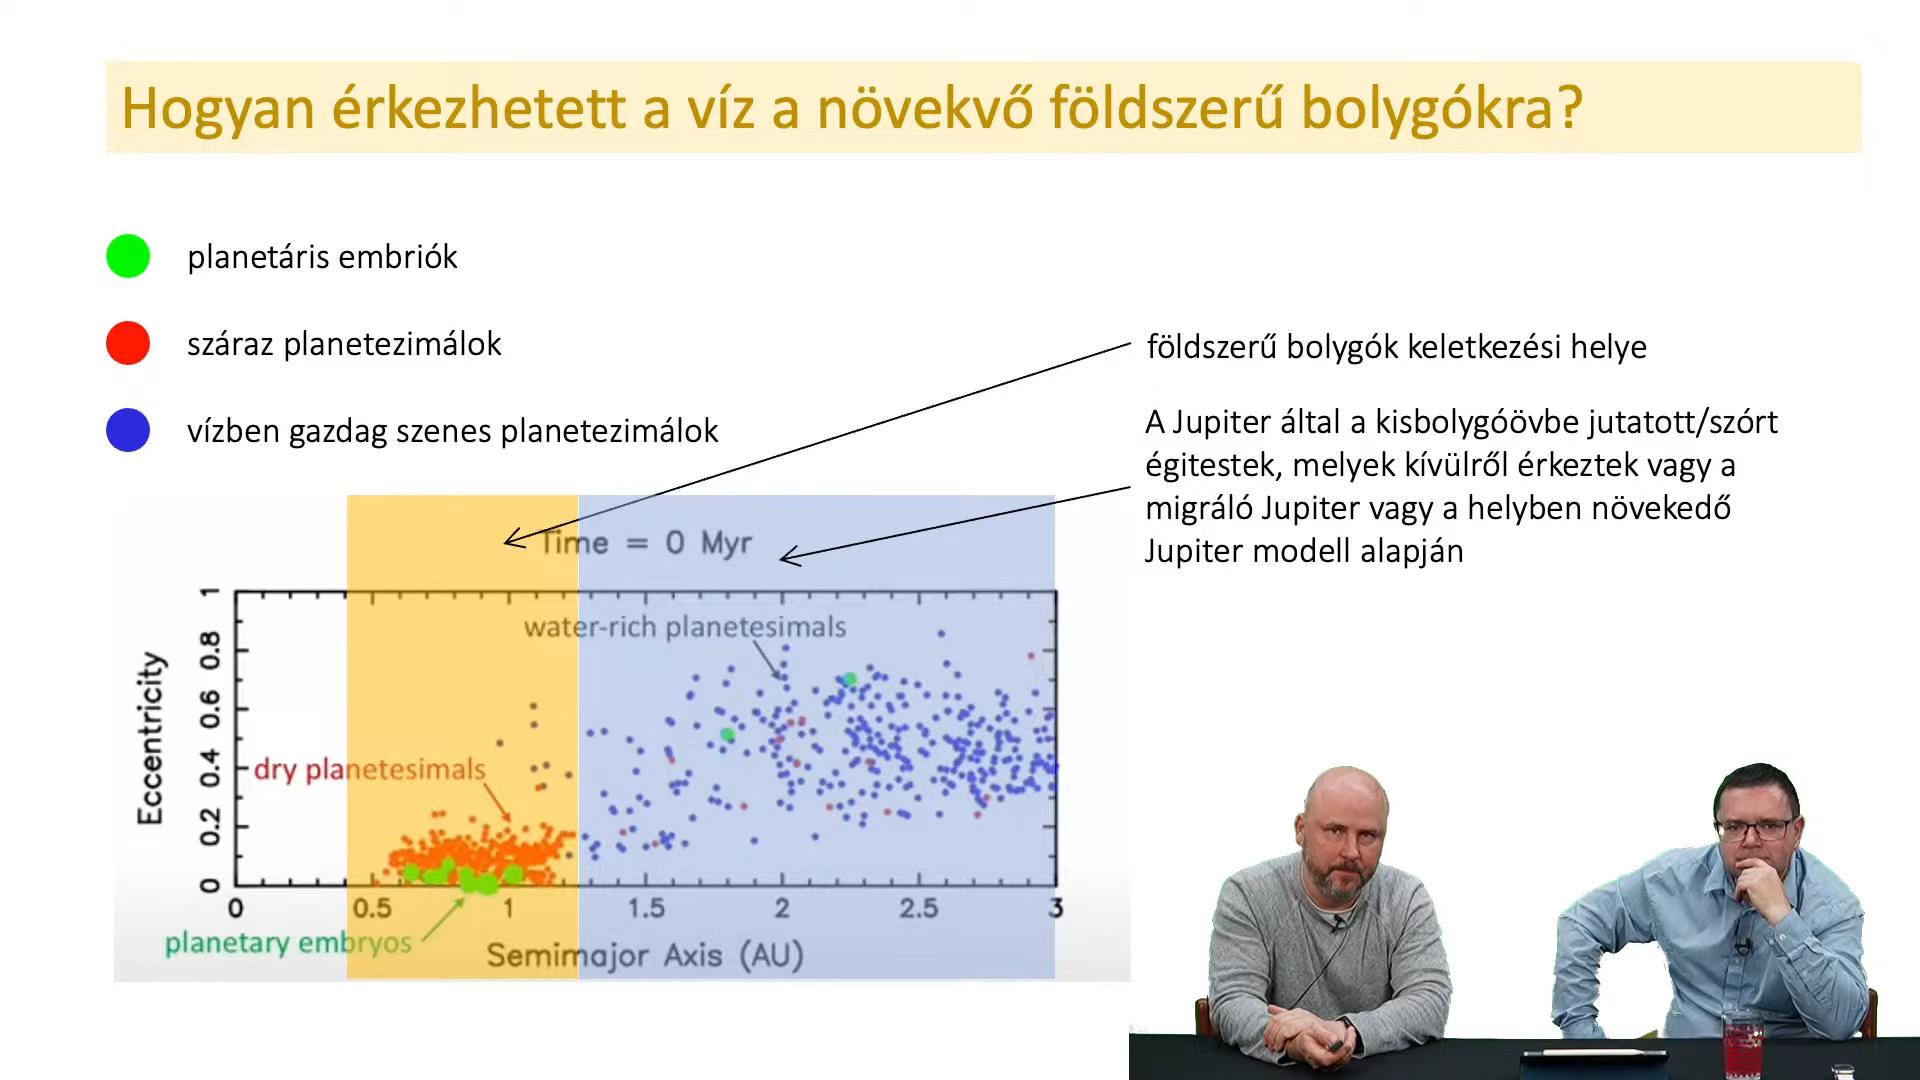 Hogyan érkezhetett a víz a növekvő földszerű bolygókra?
planetáris embriók
száraz planetezimálok
vízben gazdag szenes planetezimálok
földszerű bolygók keletkezési helye
A Jupiter által a kisbolygóövbe jutatott/szórt
égitestek, melyek kívülről érkeztek vagy a
migráló Jupiter vagy a helyben növekedő
Jupiter modell alapján
Time = 0 Myr
water-rich planetesimals
dry planetesimals
planetary embryos
Eccentricity
1
0.8
0.6
0.4
0.2
0
0 0.5 1 1.5 2 2.5 3
Semimajor Axis (AU)